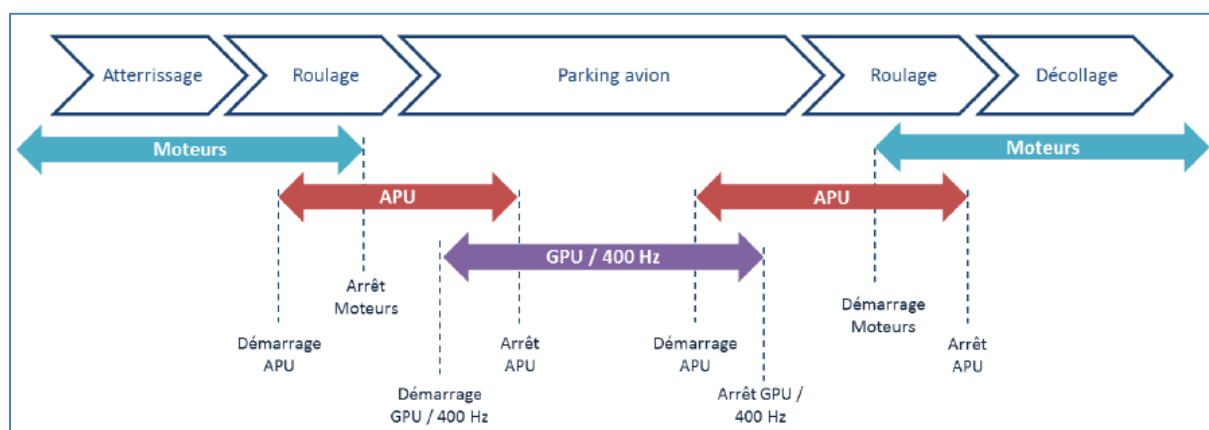 Atterrissage
Roulage
Parking avion
Roulage
Décollage
Moteurs
Moteurs
APU
APU
GPU / 400 Hz
Arrêt
Moteurs
Démarrage
Moteurs
Démarrage
APU
Arrêt
APU
Démarrage
APU
Arrêt
APU
Démarrage
GPU / 400 Hz
Arrêt GPU /
400 Hz